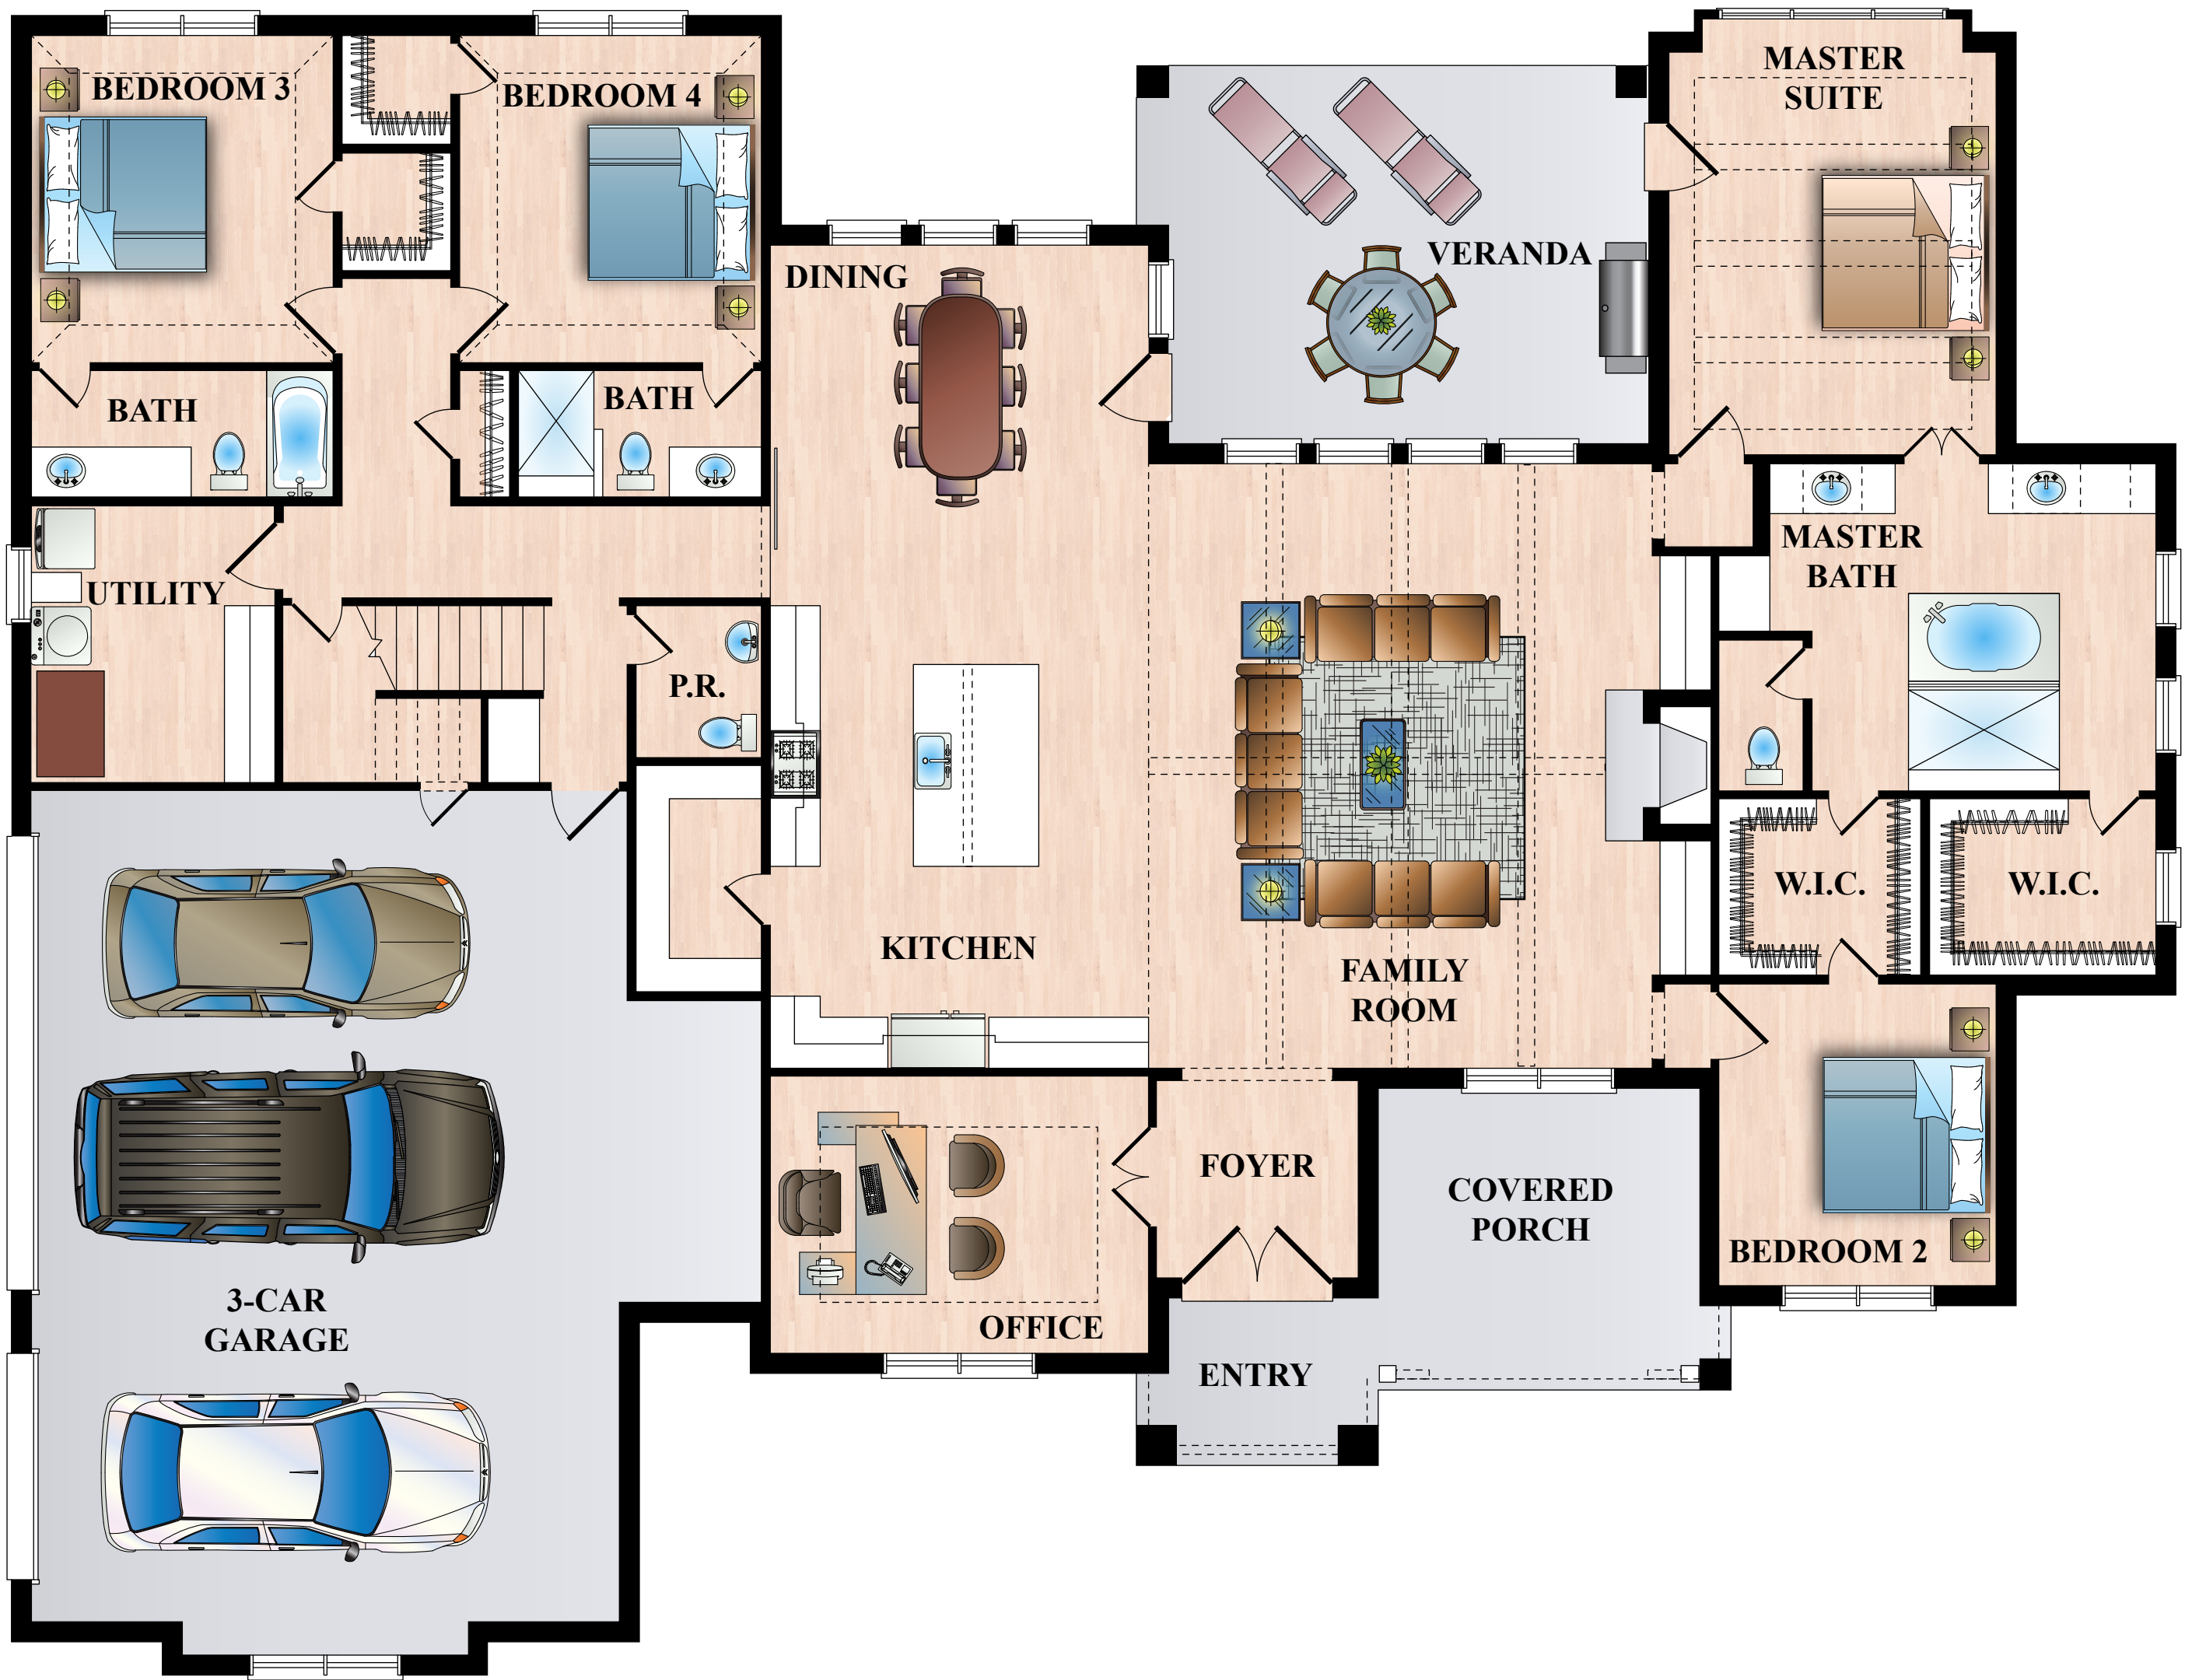 BEDROOM 3
BEDROOM 4
MASTER
SUITE
VERANDA
DINING
BATH
BATH
MASTER
BATH
UTILITY
P.R.
W.I.C.
W.I.C.
KITCHEN
FAMILY
ROOM
FOYER
COVERED
PORCH
BEDROOM 2
3-CAR
GARAGE
OFFICE
ENTRY